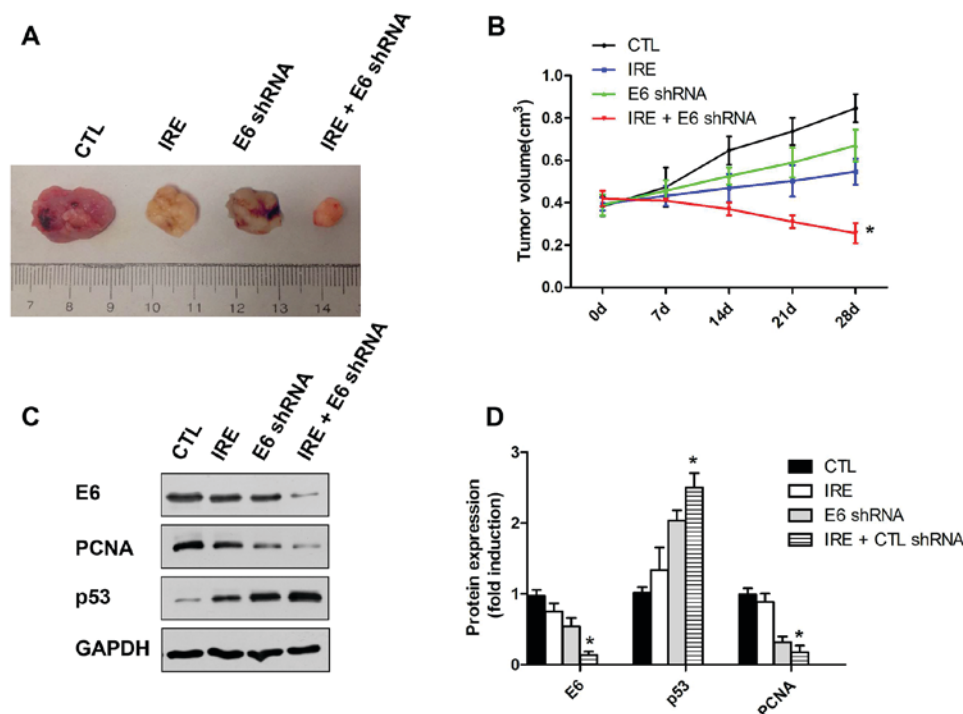 A
CTL
IRE
E6 shRNA
IRE + E6 shRNA
7 8 9 10 11 12 13 14
B
CTL
IRE
E6 shRNA
IRE + E6 shRNA
Tumor volume(cm3)
1.0
0.8
0.6
0.4
0.2
0.0
*
0d 7d 14d 21d 28d
C
CTL
IRE
E6 shRNA
IRE + E6 shRNA
E6
PCNA
p53
GAPDH
D
CTL
IRE
E6 shRNA
IRE + CTL shRNA
Protein expression
(fold induction)
3
2
1
0
* * *
E6 p53 PCNA